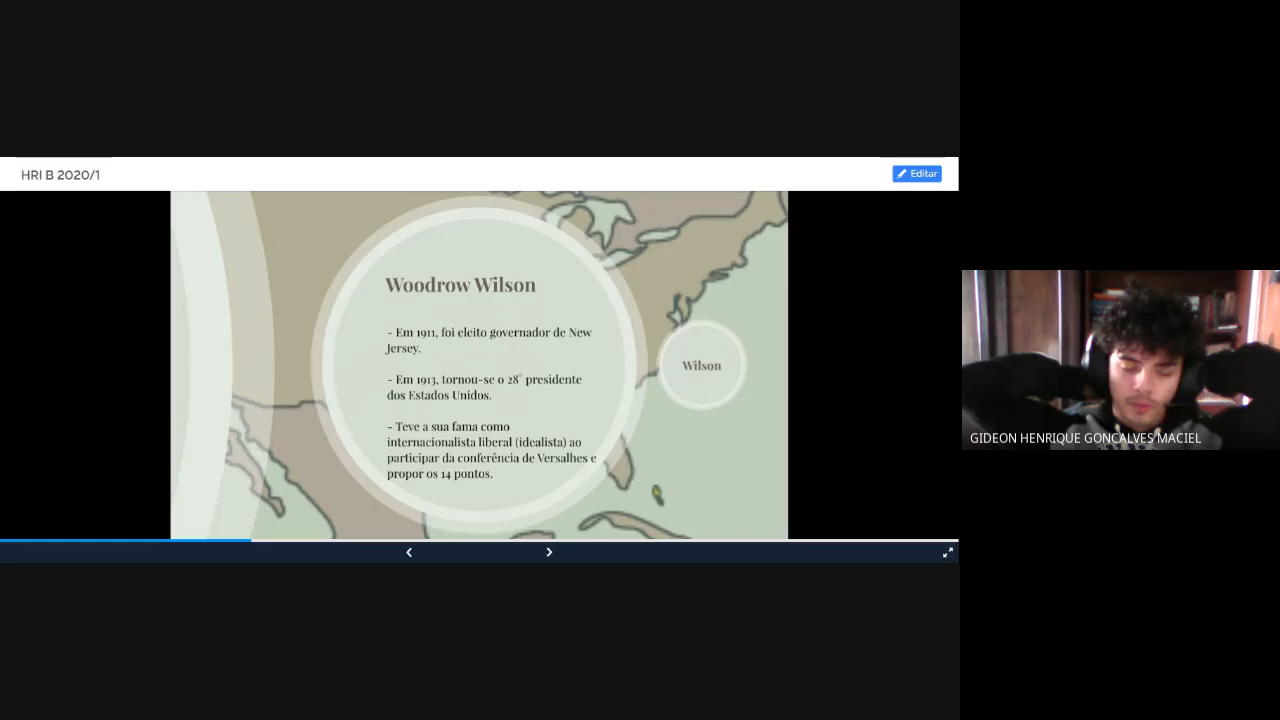 HRI B 2020/1
Editar
Woodrow Wilson
- Em 1911, foi eleito governador de New
Jersey.
- Em 1913, tornou-se o 28° presidente
dos Estados Unidos.
- Teve a sua fama como
internacionalista liberal (idealista) ao
participar da conferência de Versalhes e
propor os 14 pontos.
Wilson
GIDEON HENRIQUE GONCALVES MACIEL